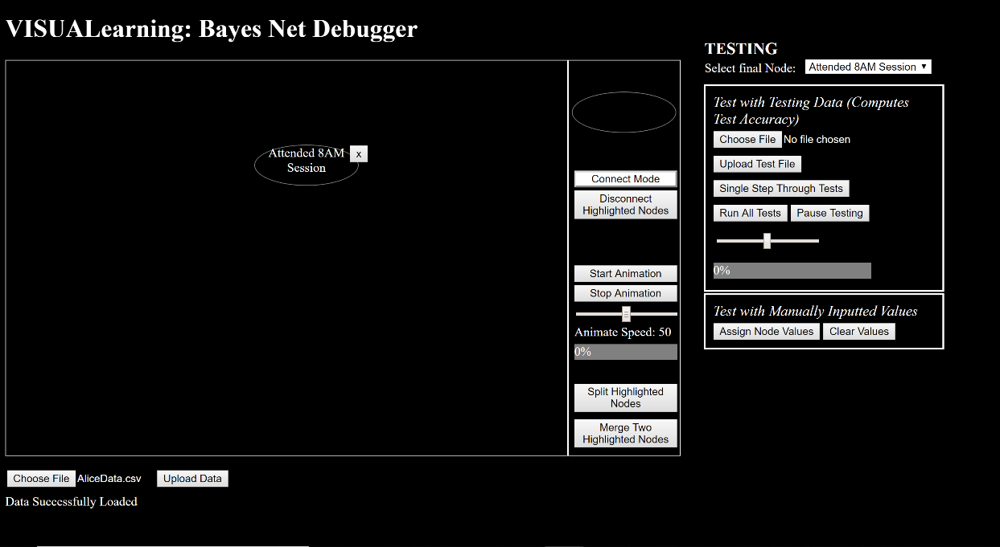 VISUALearning: Bayes Net Debugger
TESTING
Select final Node: Attended 8AM Session
Test with Testing Data (Computes
Test Accuracy)
Choose File No file chosen
Upload Test File
Single Step Through Tests
Run All Tests Pause Testing
0%
Test with Manually Inputted Values
Assign Node Values Clear Values
Attended 8AM x
Session
Connect Mode
Disconnect
Highlighted Nodes
Start Animation
Stop Animation
Animate Speed: 50
0%
Split Highlighted
Nodes
Merge Two
Highlighted Nodes
Choose File AliceData.csv Upload Data
Data Successfully Loaded